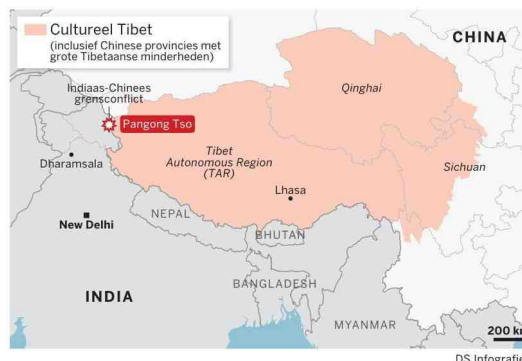 Cultureel Tibet
(inclusief Chinese provincies met
grote Tibetaanse minderheden)
CHINA
Indiaas-Chinees
grensconflict
Qinghai
Pangong Tso
Tibet
Autonomous Region
(TAR)
Dharamsala
Sichuan
Lhasa
NEPAL
New Delhi
BHUTAN
BANGLADESH
INDIA
MYANMAR
200 km
DS Infografie